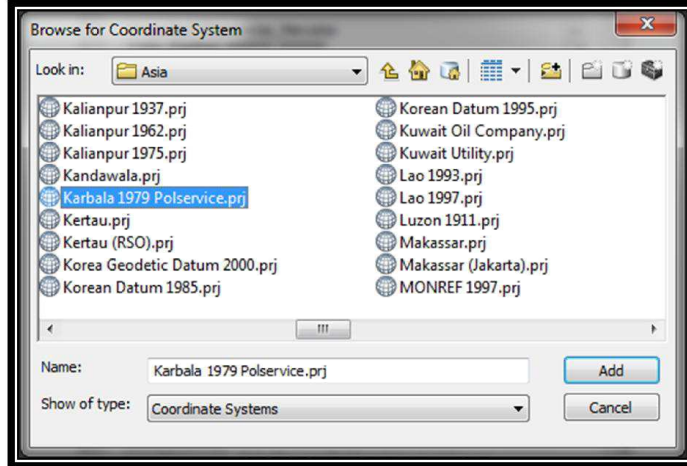 Browse for Coordinate System
Look in: Asia
Kalianpur 1937.prj
Kalianpur 1962.prj
Kalianpur 1975.prj
Kandawala.prj
Karbala 1979 Polservice.prj
Kertau.prj
Kertau (RSO).prj
Korea Geodetic Datum 2000.prj
Korean Datum 1985.prj
Korean Datum 1995.prj
Kuwait Oil Company.prj
Kuwait Utility.prj
Lao 1993.prj
Lao 1997.prj
Luzon 1911.prj
Makassar.prj
Makassar (Jakarta).prj
MONREF 1997.prj
Name: Karbala 1979 Polservice.prj Add
Show of type: Coordinate Systems Cancel